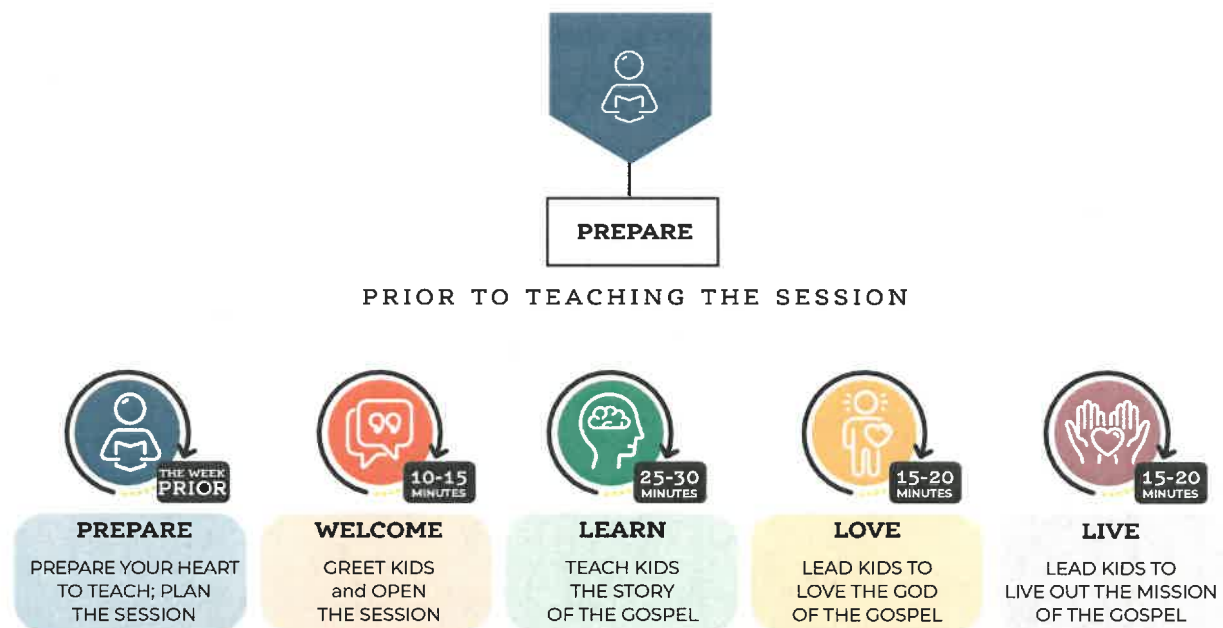 PREPARE
PRIOR TO TEACHING THE SESSION
THE WEEK
PRIOR
10-15
MINUTES
25-30
MINUTES
15-20
MINUTES
15-20
MINUTES
PREPARE
PREPARE YOUR HEART
TO TEACH; PLAN
THE SESSION
WELCOME
GREET KIDS
and OPEN
THE SESSION
LEARN
TEACH KIDS
THE STORY
OF THE GOSPEL
LOVE
LEAD KIDS TO
LOVE THE GOD
OF THE GOSPEL
LIVE
LEAD KIDS TO
LIVE OUT THE MISSION
OF THE GOSPEL